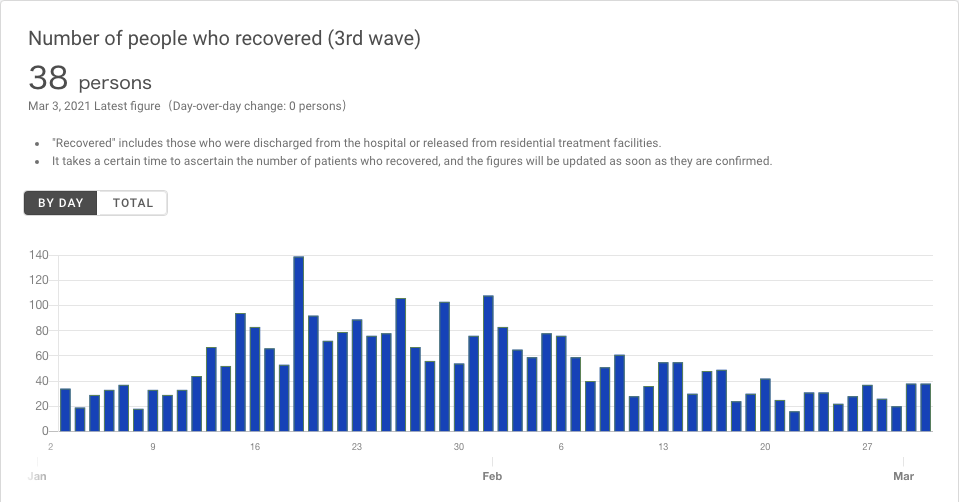 Number of people who recovered (3rd wave)
38 persons
Mar 3, 2021 Latest figure (Day-over-day change: 0 persons)
• "Recovered" includes those who were discharged from the hospital or released from residential treatment facilities.
• It takes a certain time to ascertain the number of patients who recovered, and the figures will be updated as soon as they are confirmed.
BY DAY TOTAL
140
120
100
80
60
40
20
0
2 9 16 23 30 6 13 20 27
Jan Feb Mar